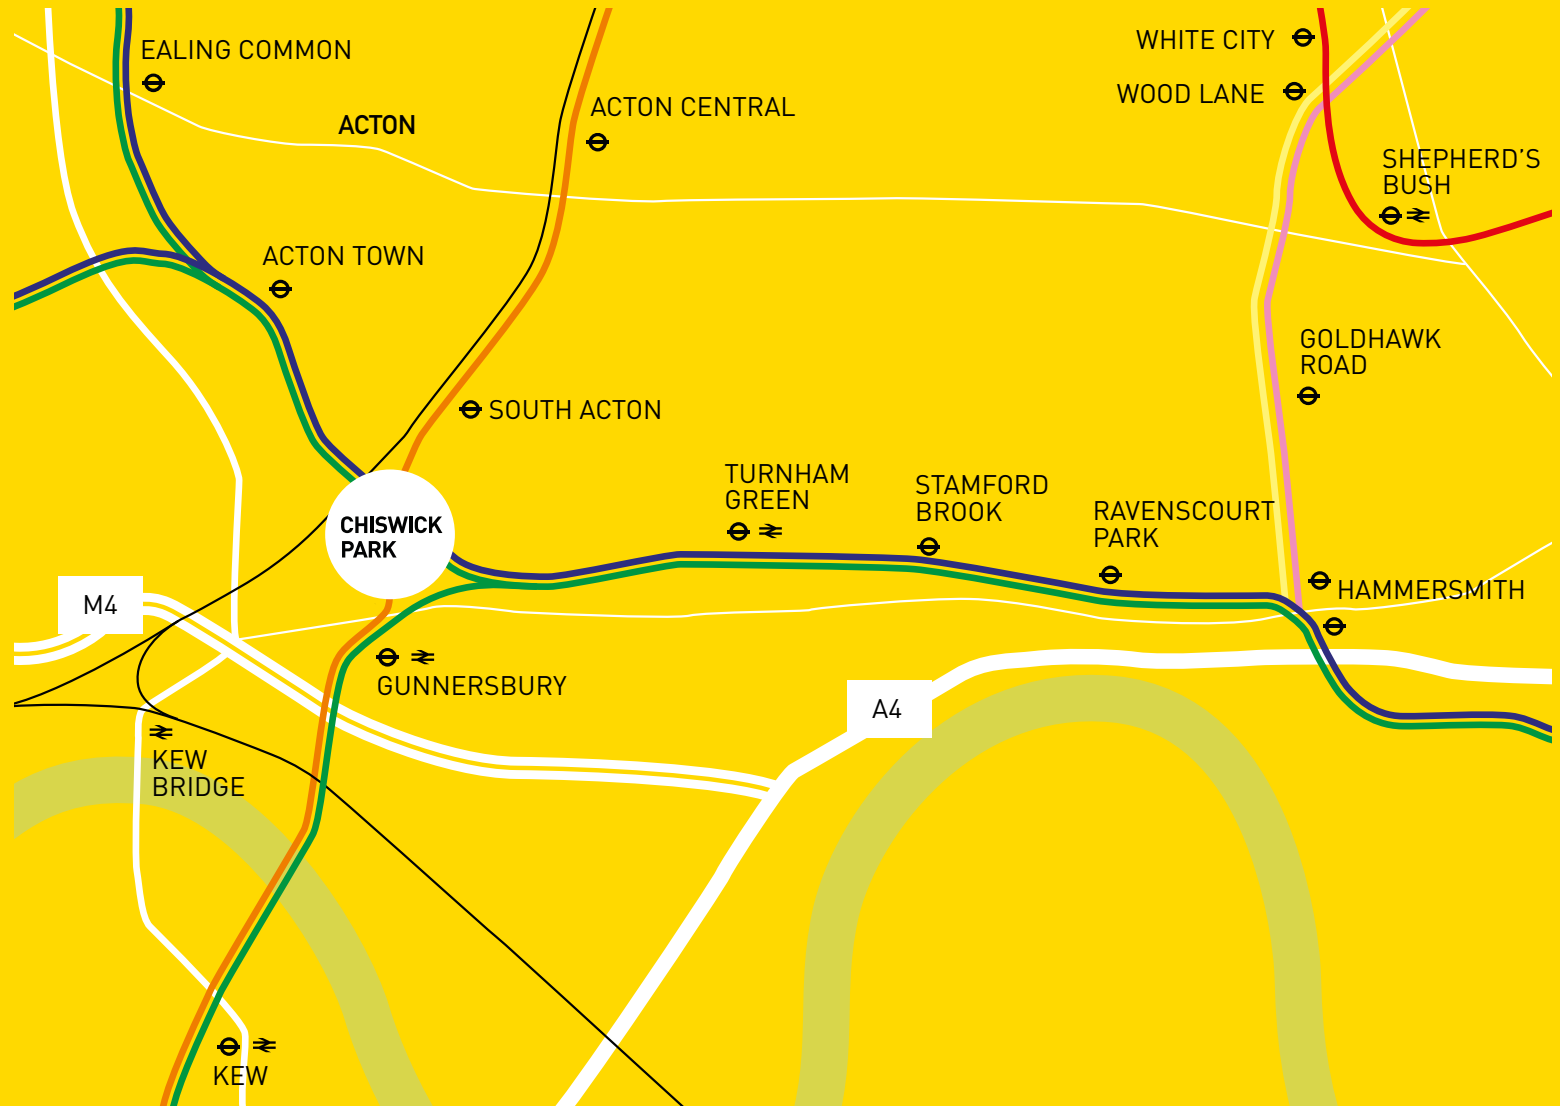 EALING COMMON
WHITE CITY
WOOD LANE
ACTON CENTRAL
ACTON
SHEPHERD'S
BUSH
ACTON TOWN
GOLDHAWK
ROAD
SOUTH ACTON
TURNHAM
GREEN
STAMFORD
BROOK
RAVENSCOURT
PARK
CHISWICK
PARK
HAMMERSMITH
M4
GUNNERSBURY
A4
KEW
BRIDGE
KEW